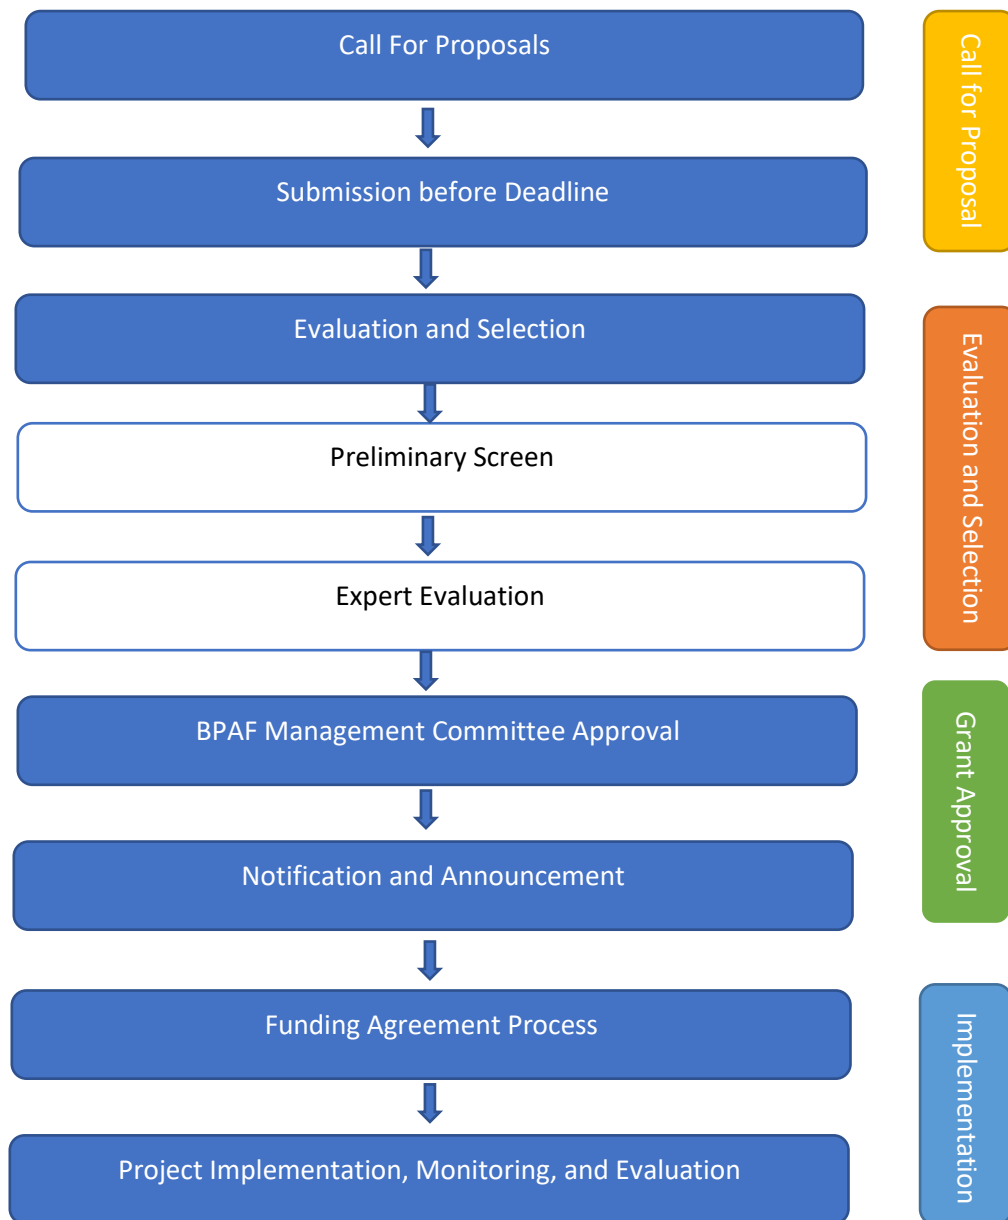 Call For Proposals
Submission before Deadline
Call for Proposal
Evaluation and Selection
Preliminary Screen
Expert Evaluation
Evaluation and Selection
BPAF Management Committee Approval
Notification and Announcement
Grant Approval
Funding Agreement Process
Project Implementation, Monitoring, and Evaluation
Implementation